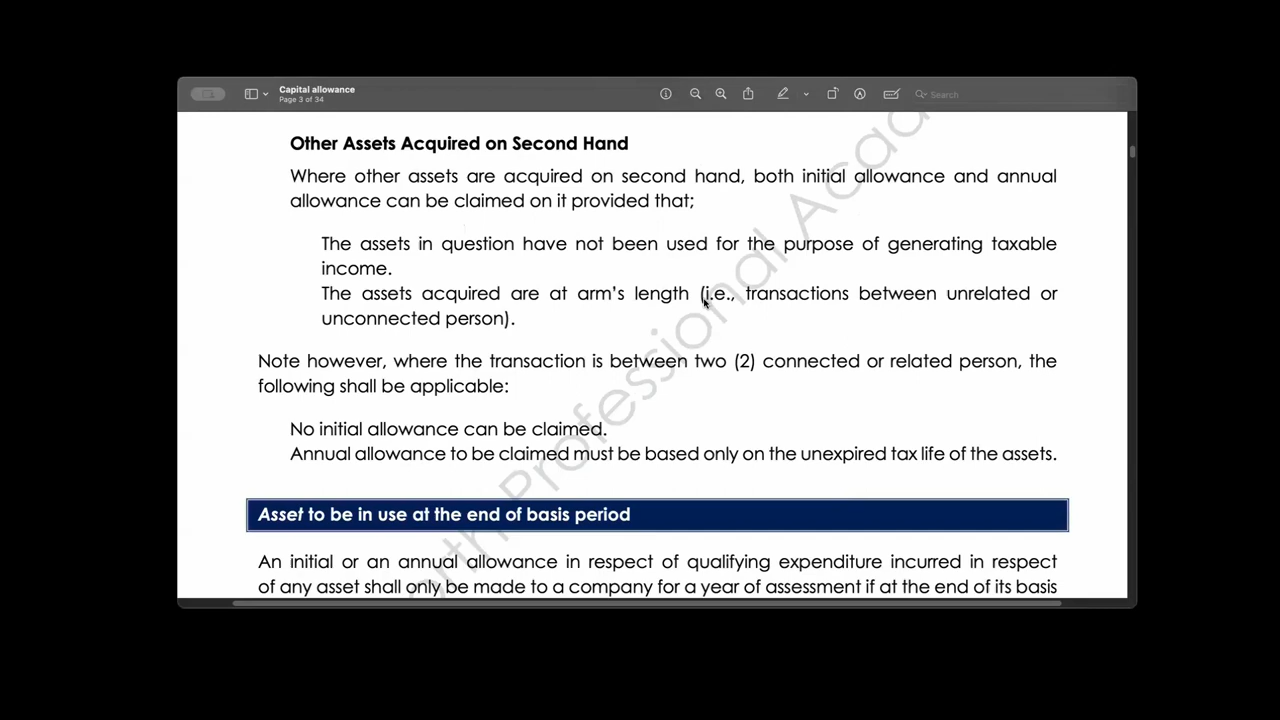 Capital allowance
Page 3 of 34
Search
Other Assets Acquired on Second Hand
Where other assets are acquired on second hand, both initial allowance and annual
allowance can be claimed on it provided that;
The assets in question have not been used for the purpose of generating taxable
income.
The assets acquired are at arm's length (i.e., transactions between unrelated or
unconnected person).
Note however, where the transaction is between two (2) connected or related person, the
following shall be applicable:
No initial allowance can be claimed.
Annual allowance to be claimed must be based only on the unexpired tax life of the assets.
Asset to be in use at the end of basis period
An initial or an annual allowance in respect of qualifying expenditure incurred in respect
of any asset shall only be made to a company for a year of assessment if at the end of its basis
Professional